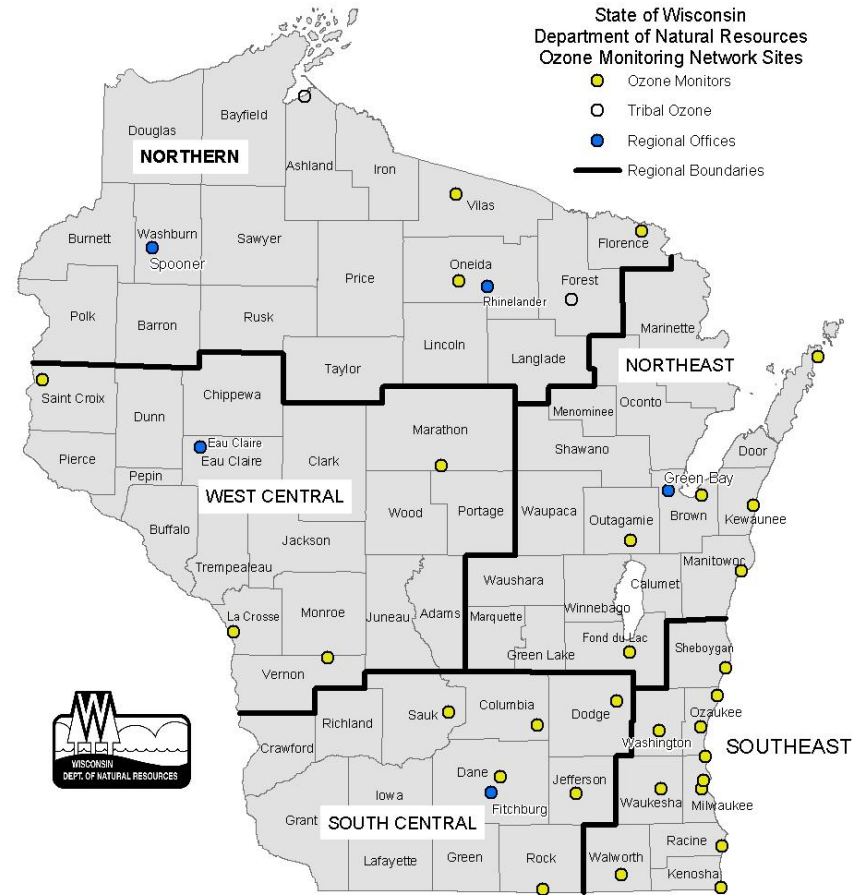 State of Wisconsin
Department of Natural Resources
Ozone Monitoring Network Sites
Ozone Monitors
Tribal Ozone
Regional Offices
Regional Boundaries
Douglas
Bayfield
NORTHERN
Ashland
Iron
Vilas
Burnett
Washburn
Spooner
Sawyer
Price
Oneida
Rhinelander
Forest
Florence
Polk
Barron
Rusk
Taylor
Lincoln
Langlade
Marinette
NORTHEAST
Saint Croix
Dunn
Chippewa
Menominee
Oconto
Marathon
Shawano
Door
Pierce
Eau Claire
Eau Claire
Clark
Pepin
WEST CENTRAL
Wood
Portage
Waupaca
Green Bay
Outagamie
Brown
Kewaunee
Buffalo
Jackson
Trempealeau
Waushara
Calumet
Manitowoc
La Crosse
Monroe
Juneau
Adams
Marquette
Winnebago
Green Lake
Fond du Lac
Sheboygan
Vernon
Richland
Sauk
Columbia
Dodge
Ozaukee
Washington
SOUTHEAST
Crawford
Dane
Fitchburg
Jefferson
Waukesha
Milwaukee
Iowa
Grant
SOUTH CENTRAL
Lafayette
Green
Rock
Walworth
Racine
Kenosha
W
WISCONSIN
DEPT. OF NATURAL RESOURCES